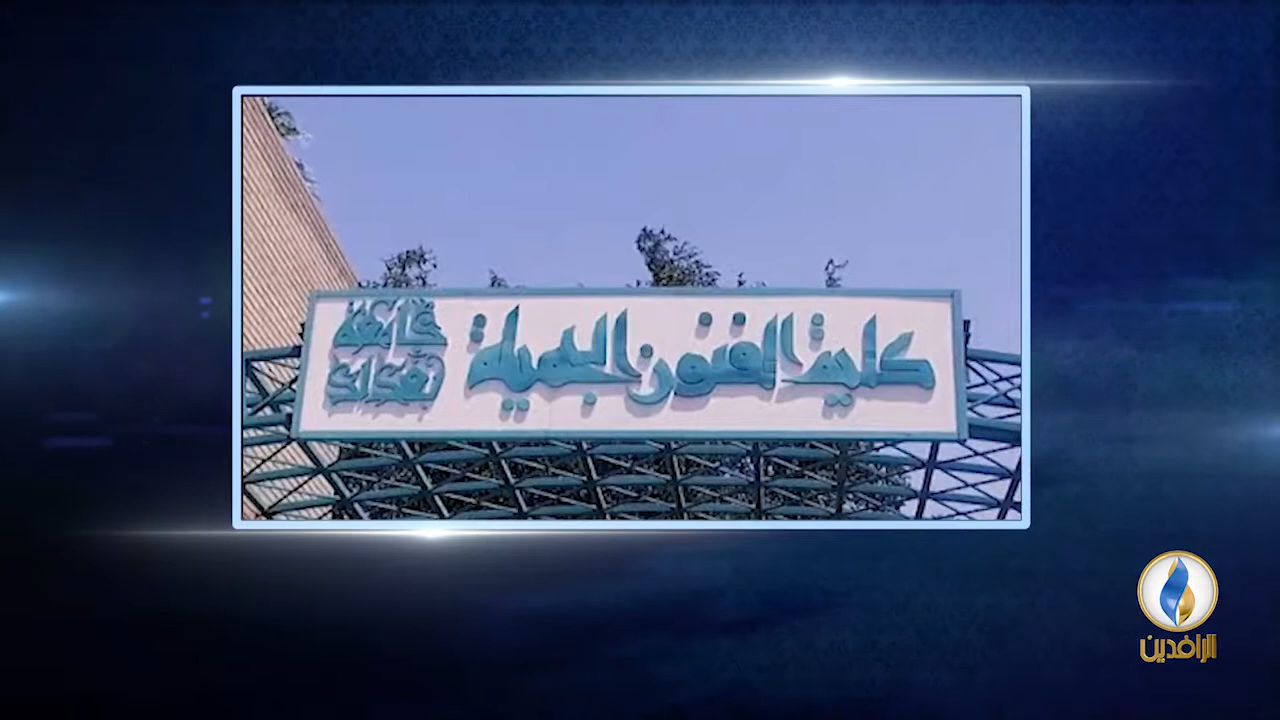 كلية الفنون الجميلة
جامعة
بغداد
الرافدين